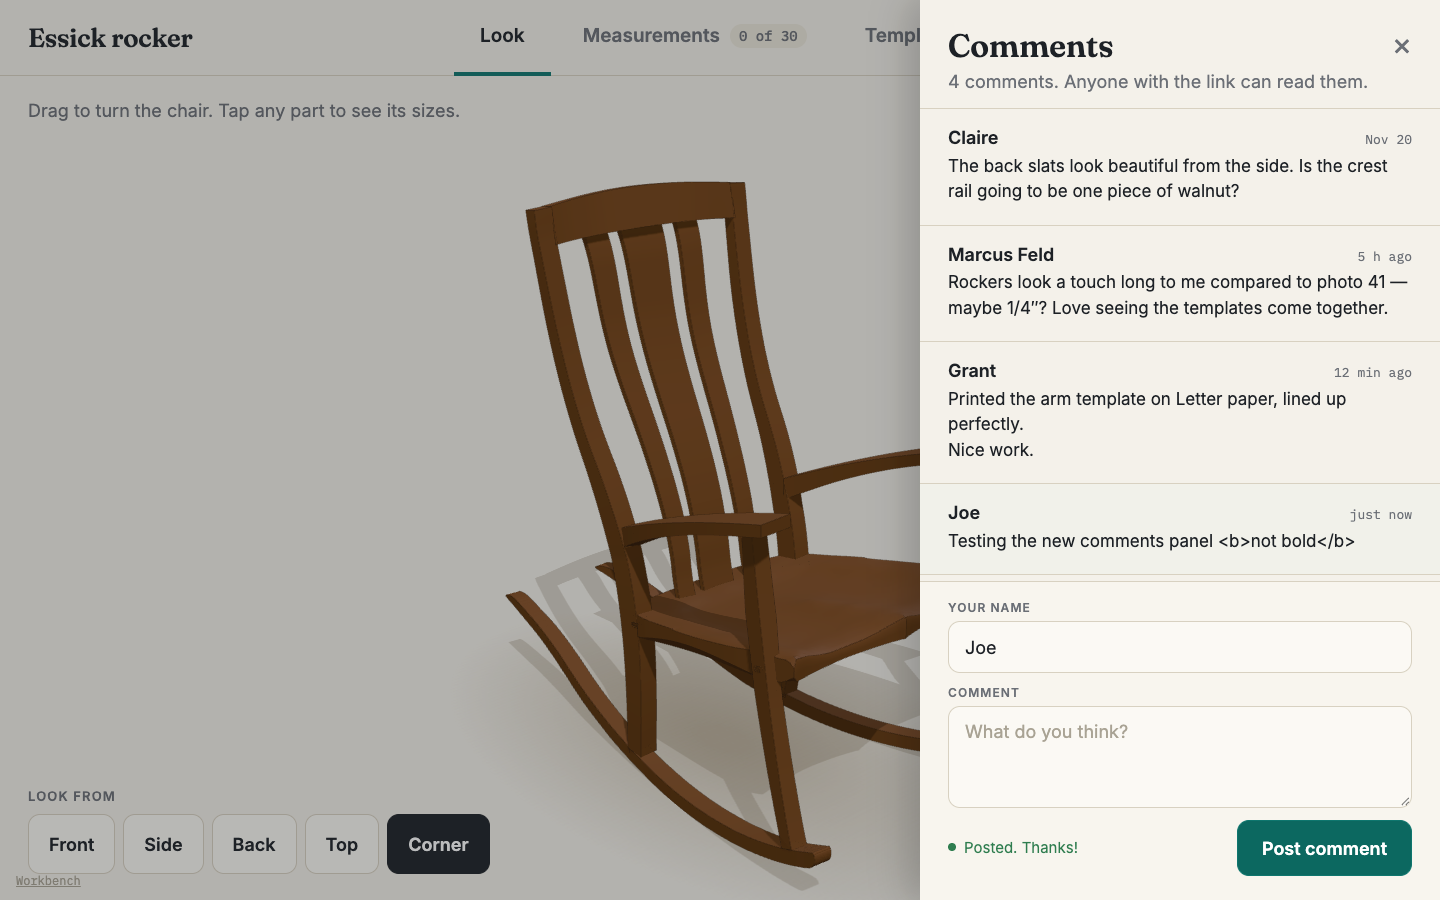 Essick rocker
Look
Measurements 0 of 30
Templ
Drag to turn the chair. Tap any part to see its sizes.
LOOK FROM
Front
Side
Back
Top
Corner
Workbench
Comments
✕
4 comments. Anyone with the link can read them.
Claire
Nov 20
The back slats look beautiful from the side. Is the crest
rail going to be one piece of walnut?
Marcus Feld
5 h ago
Rockers look a touch long to me compared to photo 41 —
maybe 1/4″? Love seeing the templates come together.
Grant
12 min ago
Printed the arm template on Letter paper, lined up
perfectly.
Nice work.
Joe
just now
Testing the new comments panel <b>not bold</b>
YOUR NAME
Joe
COMMENT
What do you think?
Posted. Thanks!
Post comment